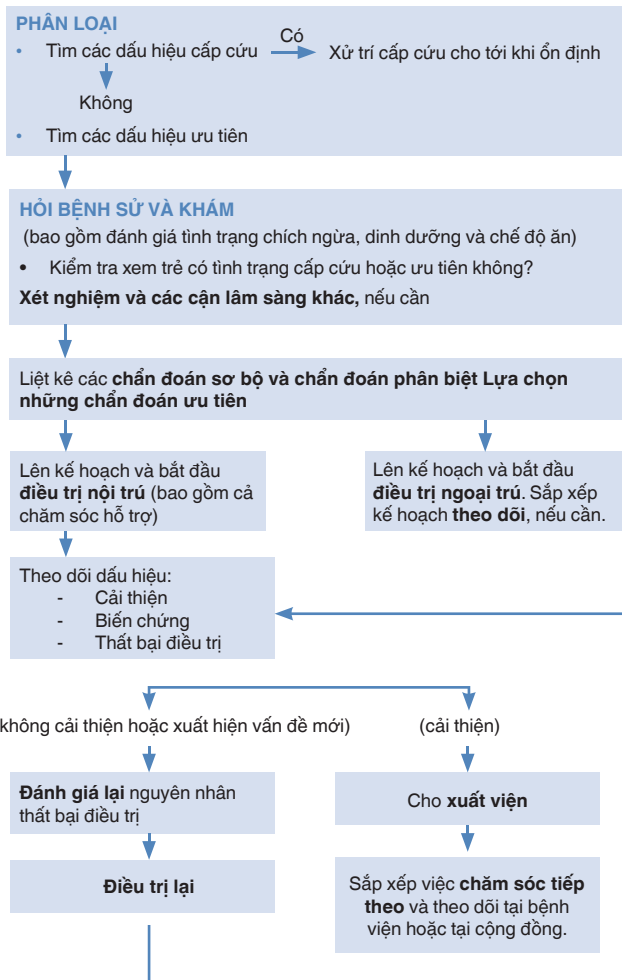 PHÂN LOẠI
• Tìm các dấu hiệu cấp cứu
Có
Xử trí cấp cứu cho tới khi ổn định
Không
• Tìm các dấu hiệu ưu tiên
HỎI BỆNH SỬ VÀ KHÁM
(bao gồm đánh giá tình trạng chích ngừa, dinh dưỡng và chế độ ăn)
• Kiểm tra xem trẻ có tình trạng cấp cứu hoặc ưu tiên không?
Xét nghiệm và các cận lâm sàng khác, nếu cần
Liệt kê các chẩn đoán sơ bộ và chẩn đoán phân biệt Lựa chọn
những chẩn đoán ưu tiên
Lên kế hoạch và bắt đầu
điều trị nội trú (bao gồm cả
chăm sóc hỗ trợ)
Lên kế hoạch và bắt đầu
điều trị ngoại trú. Sắp xếp
kế hoạch theo dõi, nếu cần.
Theo dõi dấu hiệu:
- Cải thiện
- Biến chứng
- Thất bại điều trị
không cải thiện hoặc xuất hiện vấn đề mới)
(cải thiện)
Đánh giá lại nguyên nhân
thất bại điều trị
Cho xuất viện
Điều trị lại
Sắp xếp việc chăm sóc tiếp
theo và theo dõi tại bệnh
viện hoặc tại cộng đồng.